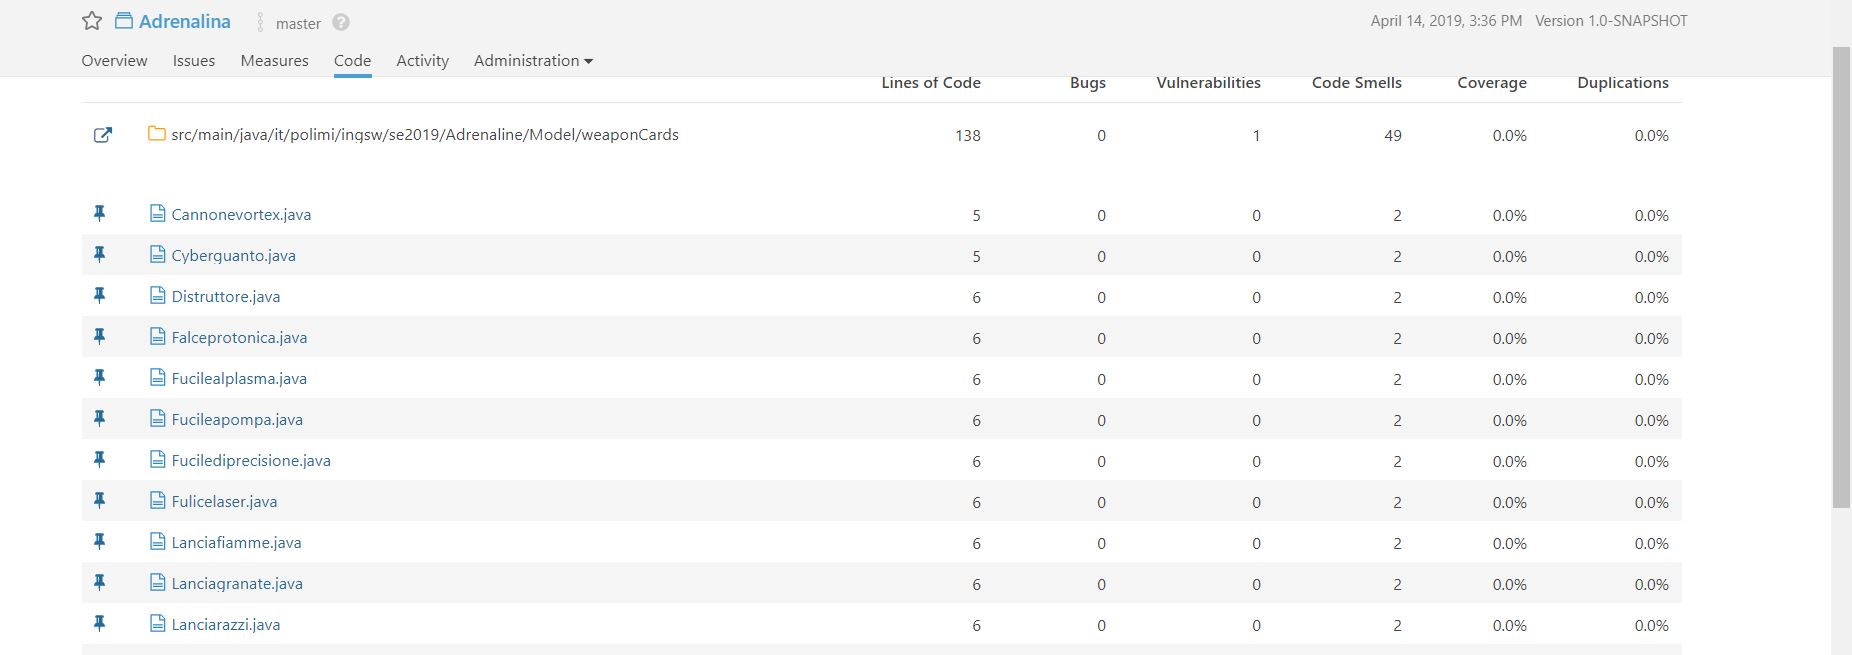 Adrenalina master ? April 14, 2019, 3:36 PM Version 1.0-SNAPSHOT
Overview Issues Measures Code Activity Administration
Lines of Code Bugs Vulnerabilities Code Smells Coverage Duplications
src/main/java/it/polimi/ingsw/se2019/Adrenaline/Model/weaponCards 138 0 1 49 0.0% 0.0%
Cannonevortex.java 5 0 0 2 0.0% 0.0%
Cyberguanto.java 5 0 0 2 0.0% 0.0%
Distruttore.java 6 0 0 2 0.0% 0.0%
Falceprotonica.java 6 0 0 2 0.0% 0.0%
Fucilealplasma.java 6 0 0 2 0.0% 0.0%
Fucileapompa.java 6 0 0 2 0.0% 0.0%
Fucilediprecisione.java 6 0 0 2 0.0% 0.0%
Fulicelaser.java 6 0 0 2 0.0% 0.0%
Lanciafiamme.java 6 0 0 2 0.0% 0.0%
Lanciagranate.java 6 0 0 2 0.0% 0.0%
Lanciarazzi.java 6 0 0 2 0.0% 0.0%